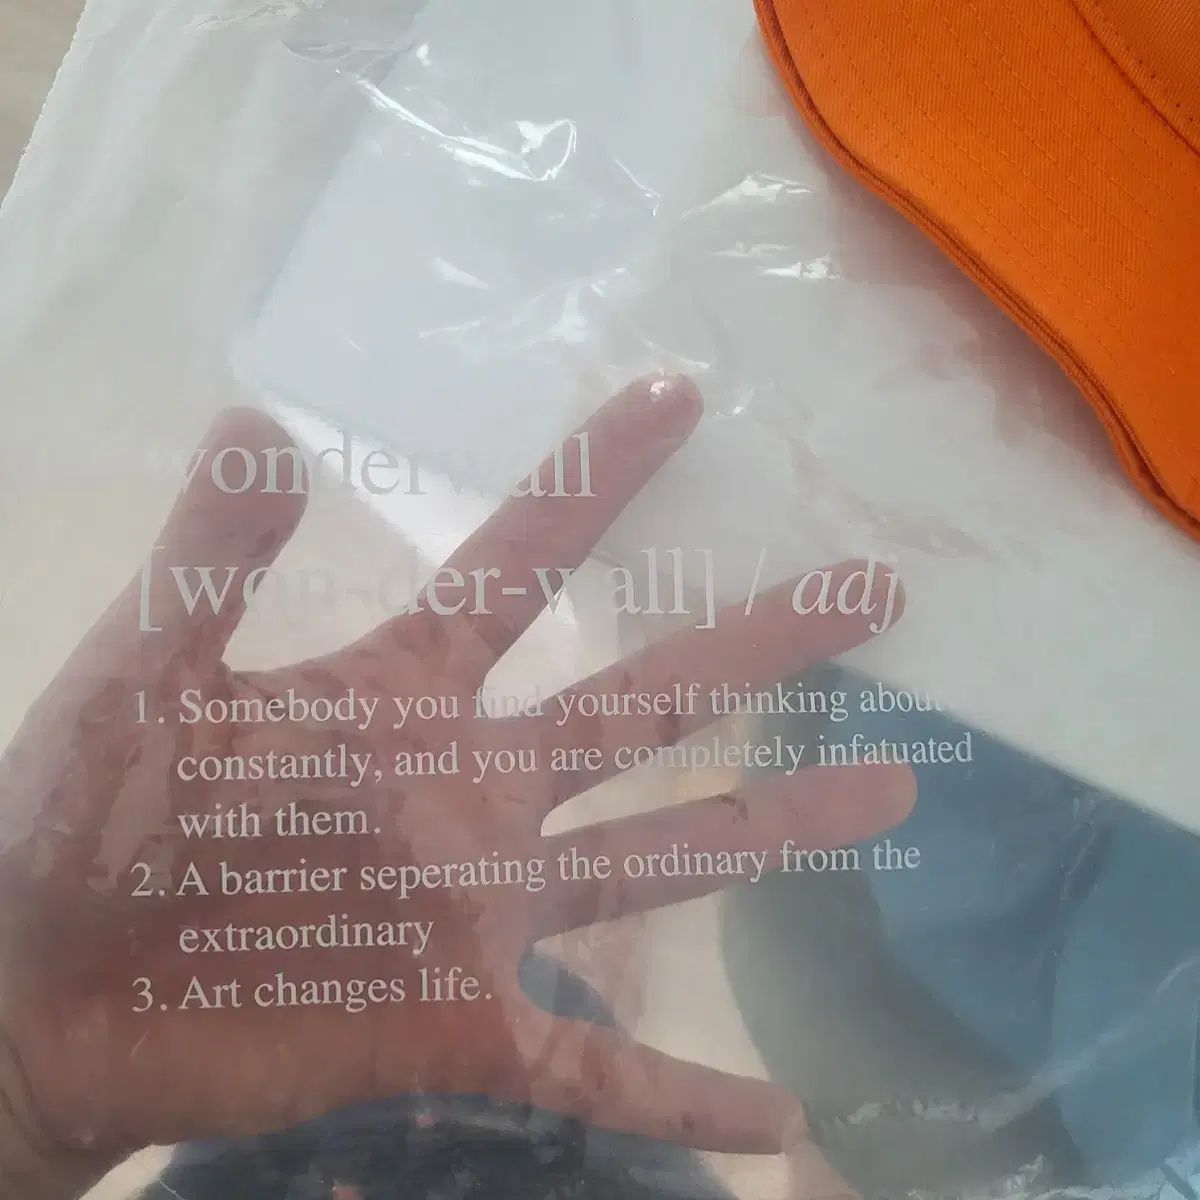 wonderwall
[won-der-wall] / adj
1. Somebody you find yourself thinking about
constantly, and you are completely infatuated
with them.
2. A barrier seperating the ordinary from the
extraordinary
3. Art changes life.